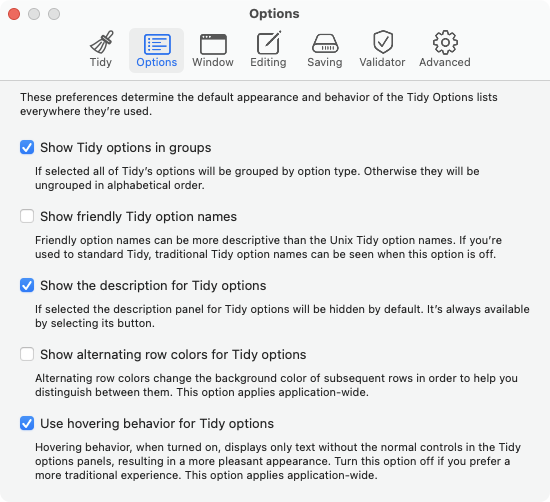 Options
Tidy Options Window Editing Saving Validator Advanced
These preferences determine the default appearance and behavior of the Tidy Options lists
everywhere they’re used.
Show Tidy options in groups
If selected all of Tidy’s options will be grouped by option type. Otherwise they will be
ungrouped in alphabetical order.
Show friendly Tidy option names
Friendly option names can be more descriptive than the Unix Tidy option names. If you’re
used to standard Tidy, traditional Tidy option names can be seen when this option is off.
Show the description for Tidy options
If selected the description panel for Tidy options will be hidden by default. It’s always available
by selecting its button.
Show alternating row colors for Tidy options
Alternating row colors change the background color of subsequent rows in order to help you
distinguish between them. This option applies application-wide.
Use hovering behavior for Tidy options
Hovering behavior, when turned on, displays only text without the normal controls in the Tidy
options panels, resulting in a more pleasant appearance. Turn this option off if you prefer a
more traditional experience. This option applies application-wide.